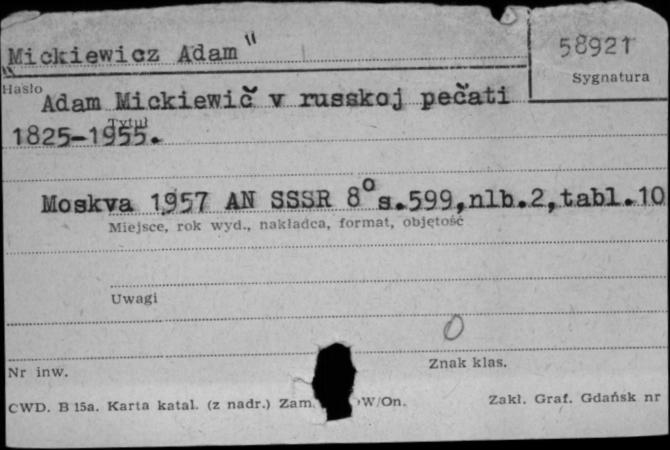 "Mickiewicz Adam"
58921
Sygnatura
Hasło
Adam Mickiewič v russkoj pečati
Tytuł
1825-1955.
Moskva 1957 AN SSSR 8° s.599,nlb.2,tabl.10
Miejsce, rok wyd., nakładca, format, objętość
Uwagi
0
Nr inw.
Znak klas.
CWD. B 15a. Karta katal. (z nadr.) Zam. W/On.
Zakł. Graf. Gdańsk nr